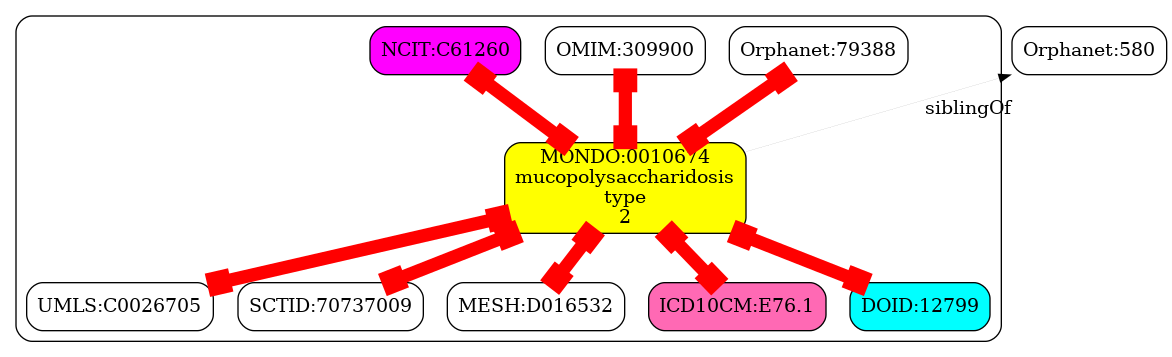 NCIT:C61260
OMIM:309900
Orphanet:79388
Orphanet:580
siblingOf
MONDO:0010674
mucopolysaccharidosis
type
2
UMLS:C0026705
SCTID:70737009
MESH:D016532
ICD10CM:E76.1
DOID:12799